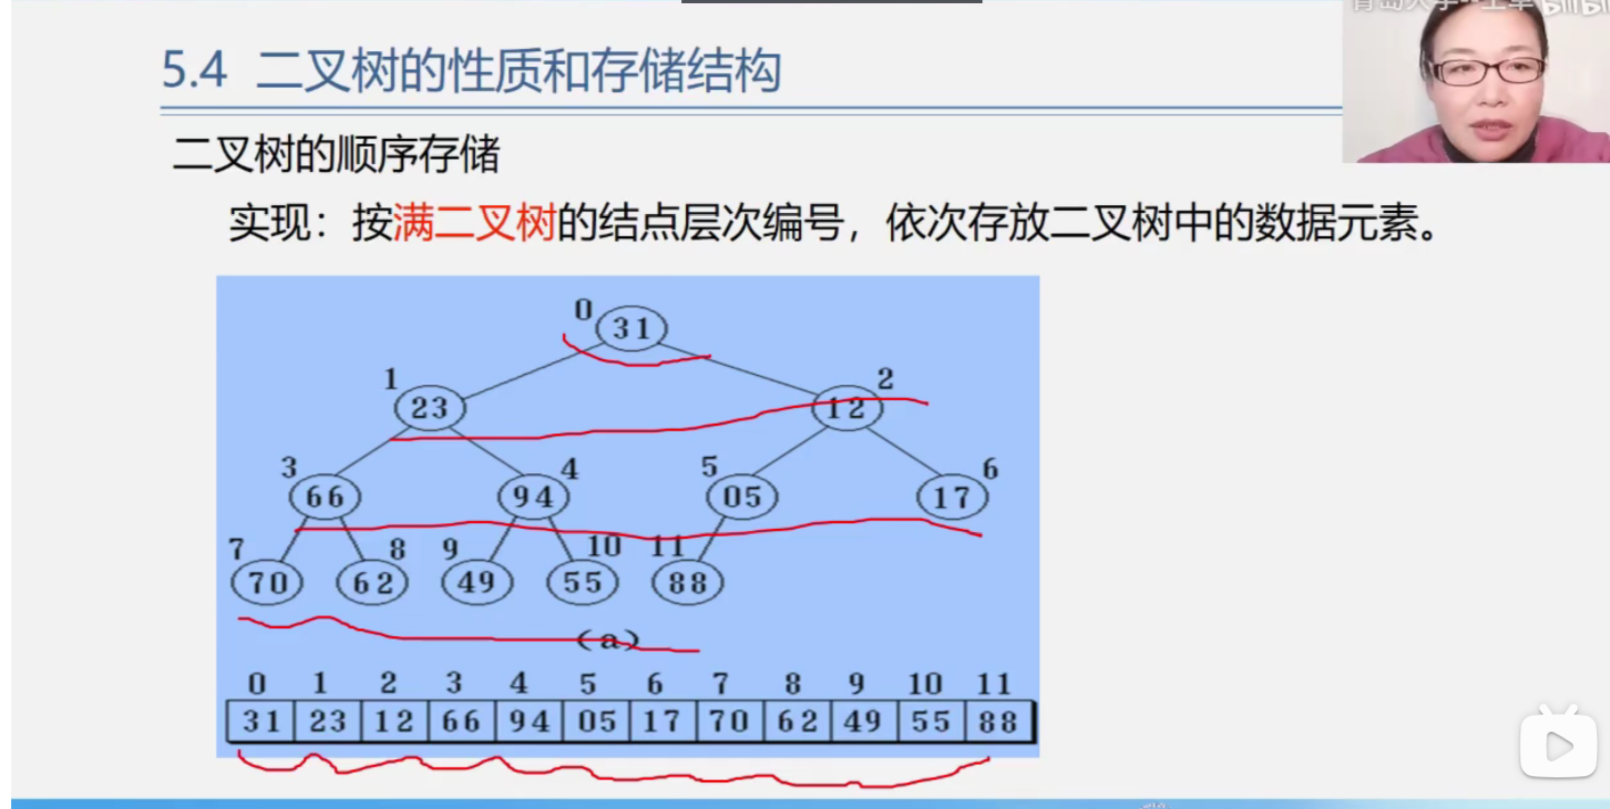 5.4 二叉树的性质和存储结构
二叉树的顺序存储
实现：按满二叉树的结点层次编号，依次存放二叉树中的数据元素。
0
31
1 2
23 12
3 4 5 6
66 94 05 17
7 8 9 10 11
70 62 49 55 88
(a)
0 1 2 3 4 5 6 7 8 9 10 11
31 23 12 66 94 05 17 70 62 49 55 88